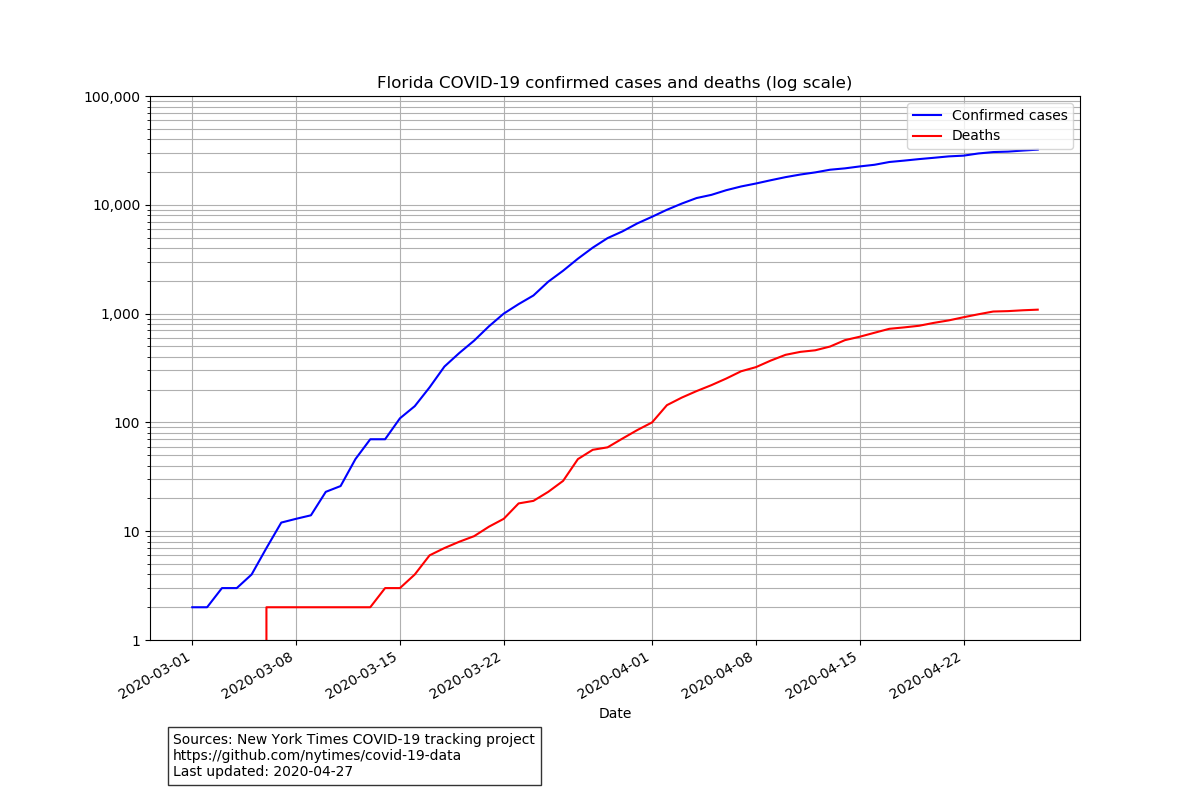 Florida COVID-19 confirmed cases and deaths (log scale)
100,000
10,000
1,000
100
10
1
Confirmed cases
Deaths
2020-03-01
2020-03-08
2020-03-15
2020-03-22
2020-04-01
2020-04-08
2020-04-15
2020-04-22
Date
Sources: New York Times COVID-19 tracking project
https://github.com/nytimes/covid-19-data
Last updated: 2020-04-27